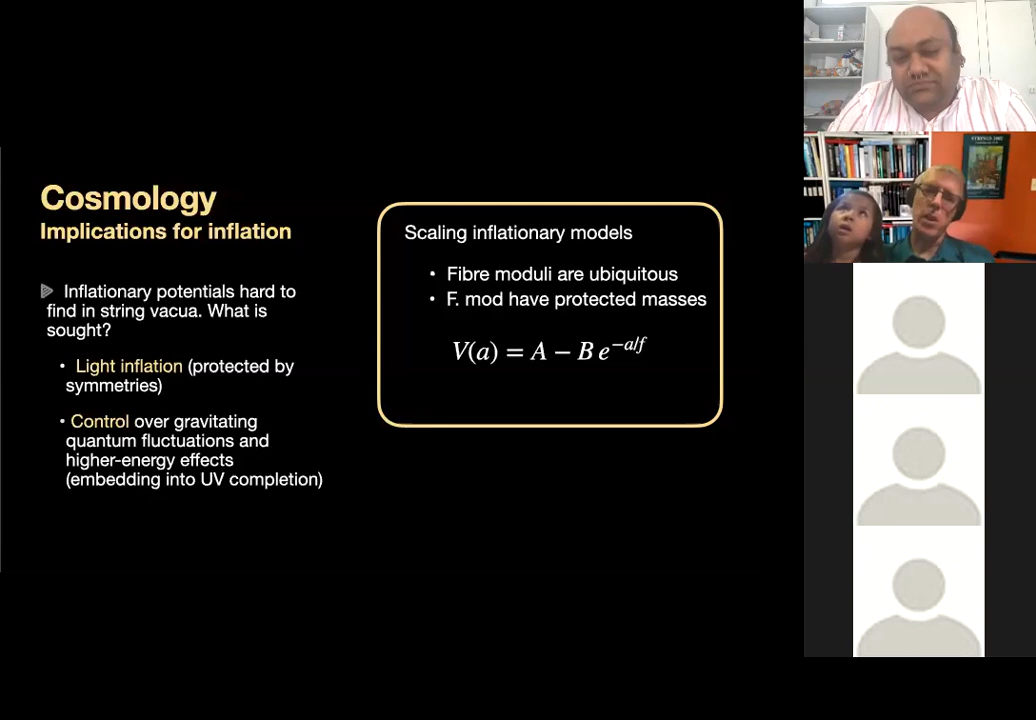 Cosmology
Implications for inflation
Inflationary potentials hard to
find in string vacua. What is
sought?
• Light inflation (protected by
symmetries)
• Control over gravitating
quantum fluctuations and
higher-energy effects
(embedding into UV completion)
Scaling inflationary models
• Fibre moduli are ubiquitous
• F. mod have protected masses
V(a) = A − B e^{−a/f}